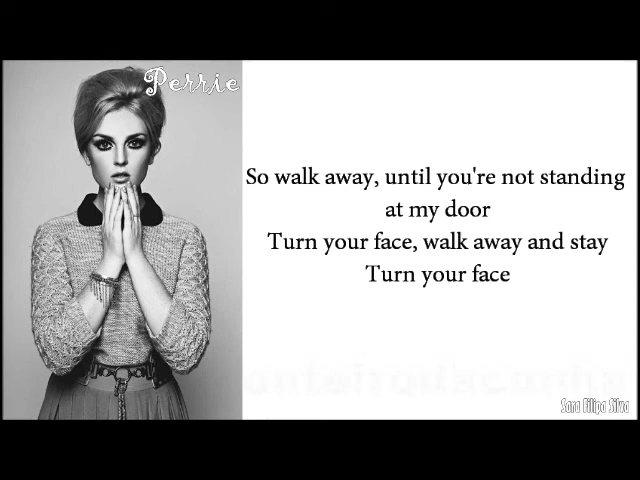 Perrie
So walk away, until you're not standing
at my door
Turn your face, walk away and stay
Turn your face
Sara Filipa Silva